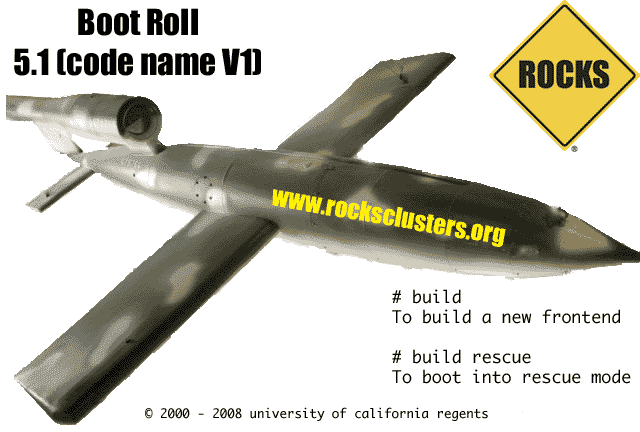 Boot Roll
5.1 (code name V1)
ROCKS
®
www.rocksclusters.org
# build
To build a new frontend
# build rescue
To boot into rescue mode
© 2000 - 2008 university of california regents